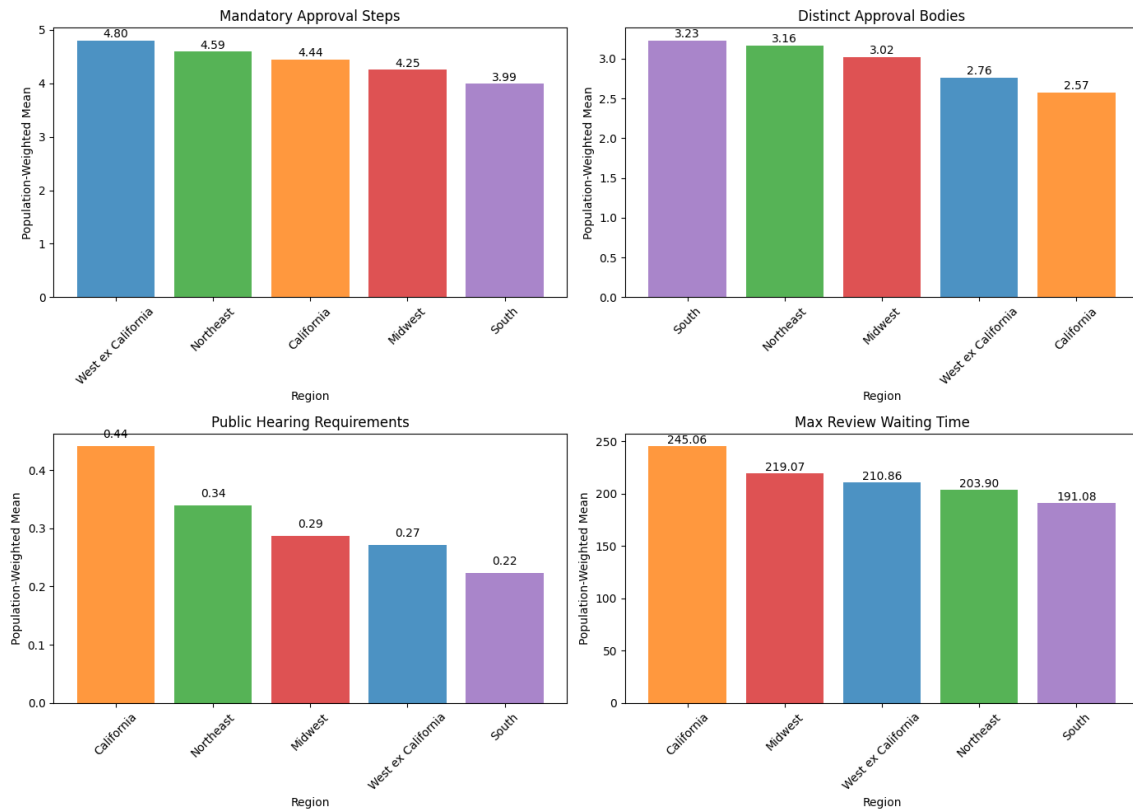 Mandatory Approval Steps
Population-Weighted Mean
5
4
3
2
1
0
4.80
4.59
4.44
4.25
3.99
West ex California
Northeast
California
Midwest
South
Region
Distinct Approval Bodies
Population-Weighted Mean
3.0
2.5
2.0
1.5
1.0
0.5
0.0
3.23
3.16
3.02
2.76
2.57
South
Northeast
Midwest
West ex California
California
Region
Public Hearing Requirements
Population-Weighted Mean
0.4
0.3
0.2
0.1
0.0
0.44
0.34
0.29
0.27
0.22
California
Northeast
Midwest
West ex California
South
Region
Max Review Waiting Time
Population-Weighted Mean
250
200
150
100
50
0
245.06
219.07
210.86
203.90
191.08
California
Midwest
West ex California
Northeast
South
Region